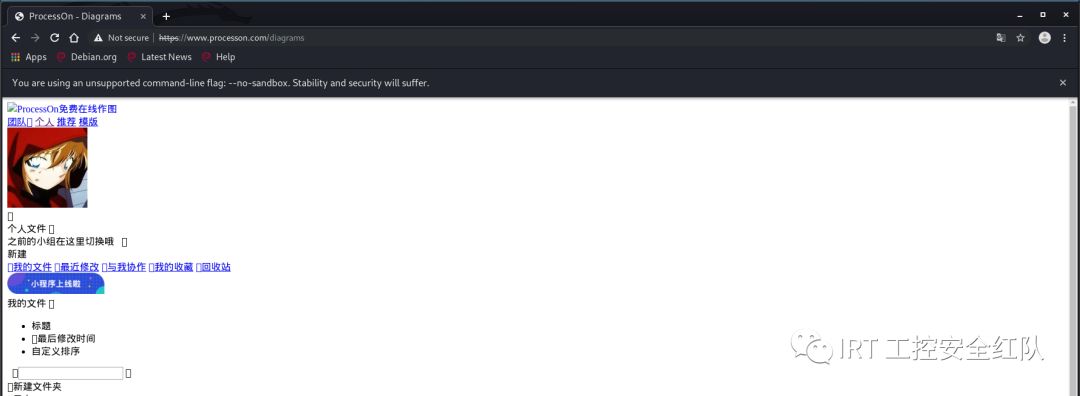 ProcessOn - Diagrams
Not secure | https://www.processon.com/diagrams
Apps Debian.org Latest News Help
You are using an unsupported command-line flag: --no-sandbox. Stability and security will suffer.
ProcessOn免费在线作图
团队 个人 推荐 模版
个人文件
之前的小组在这里切换哦
新建
我的文件 最近修改 与我协作 我的收藏 回收站
小程序上线啦
我的文件
标题
最后修改时间
自定义排序
新建文件夹
IRT 工控安全红队